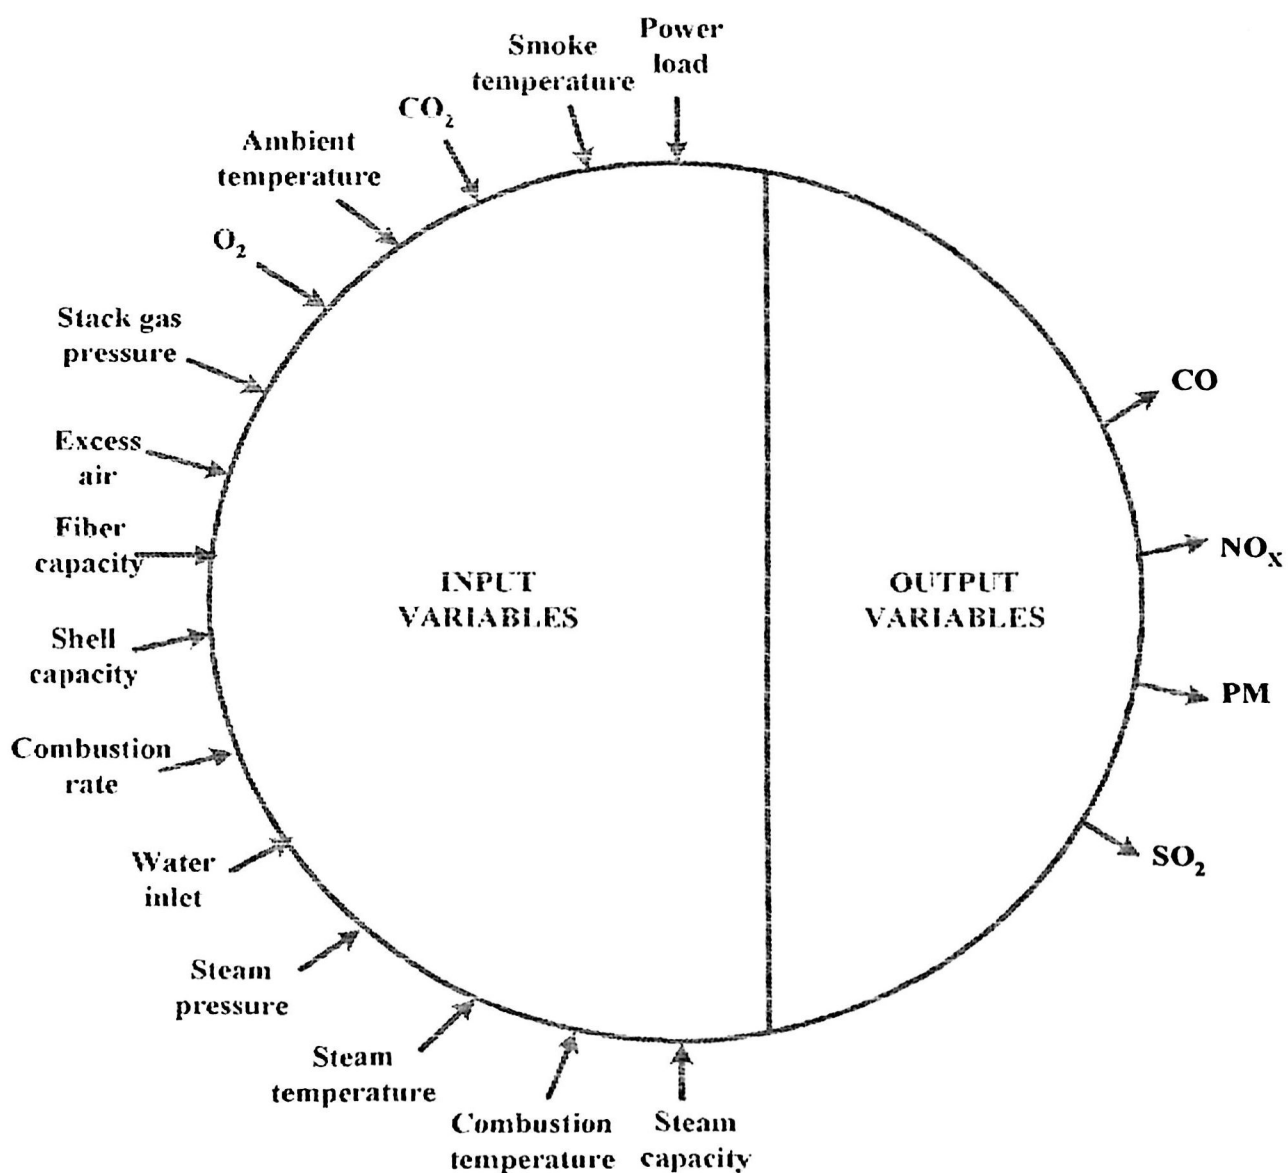 Power
load
Smoke
temperature
CO₂
Ambient
temperature
O₂
Stack gas
pressure
Excess
air
Fiber
capacity
Shell
capacity
Combustion
rate
Water
inlet
Steam
pressure
Steam
temperature
Combustion
temperature
Steam
capacity
INPUT
VARIABLES
OUTPUT
VARIABLES
CO
NOX
PM
SO₂